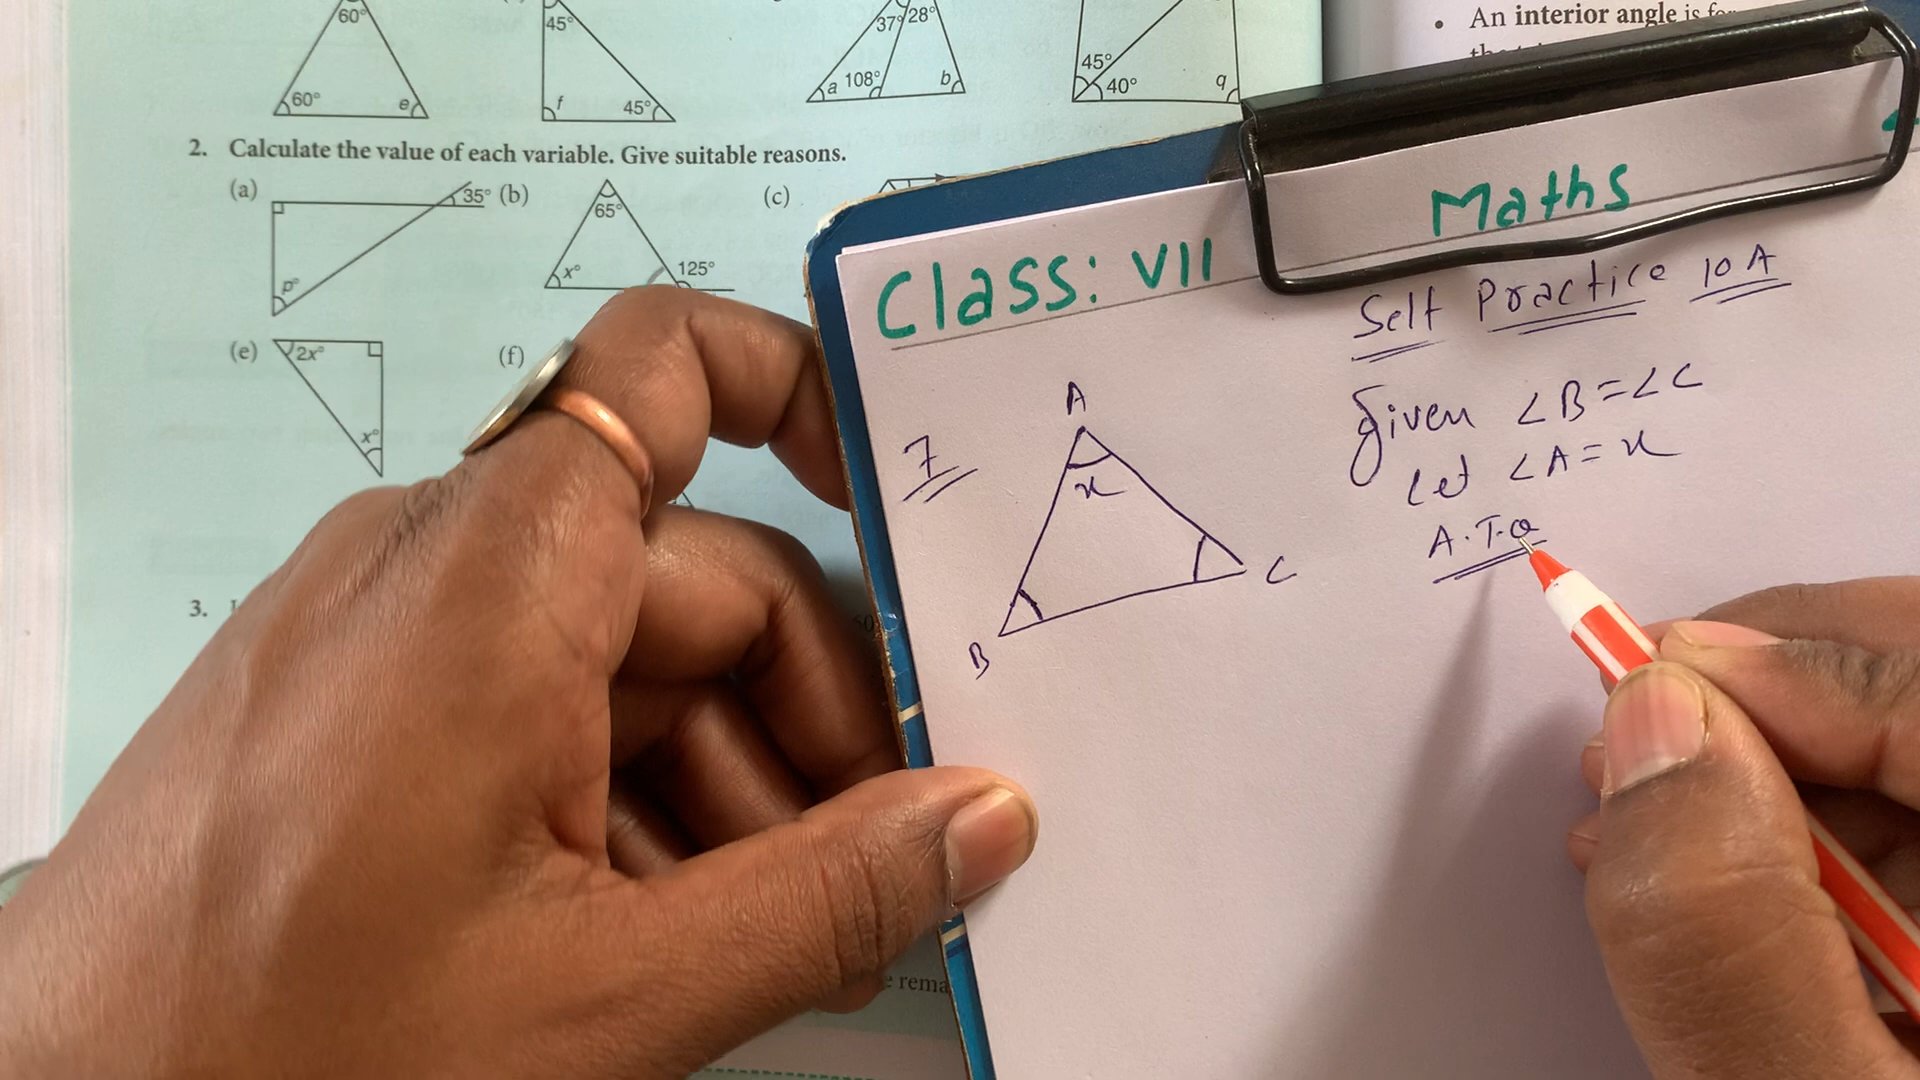 60°
60°
e
45°
f
45°
37°
28°
a
108°
b
45°
40°
q
• An interior angle is
2. Calculate the value of each variable. Give suitable reasons.
(a)
35°
p°
(b)
65°
x°
125°
(c)
(e)
2x°
x°
(f)
3.
Maths
Class: VII
Self Practice 10 A
7
A
x
B
C
Given ∠B=∠C
Let ∠A=x
A.T.Q